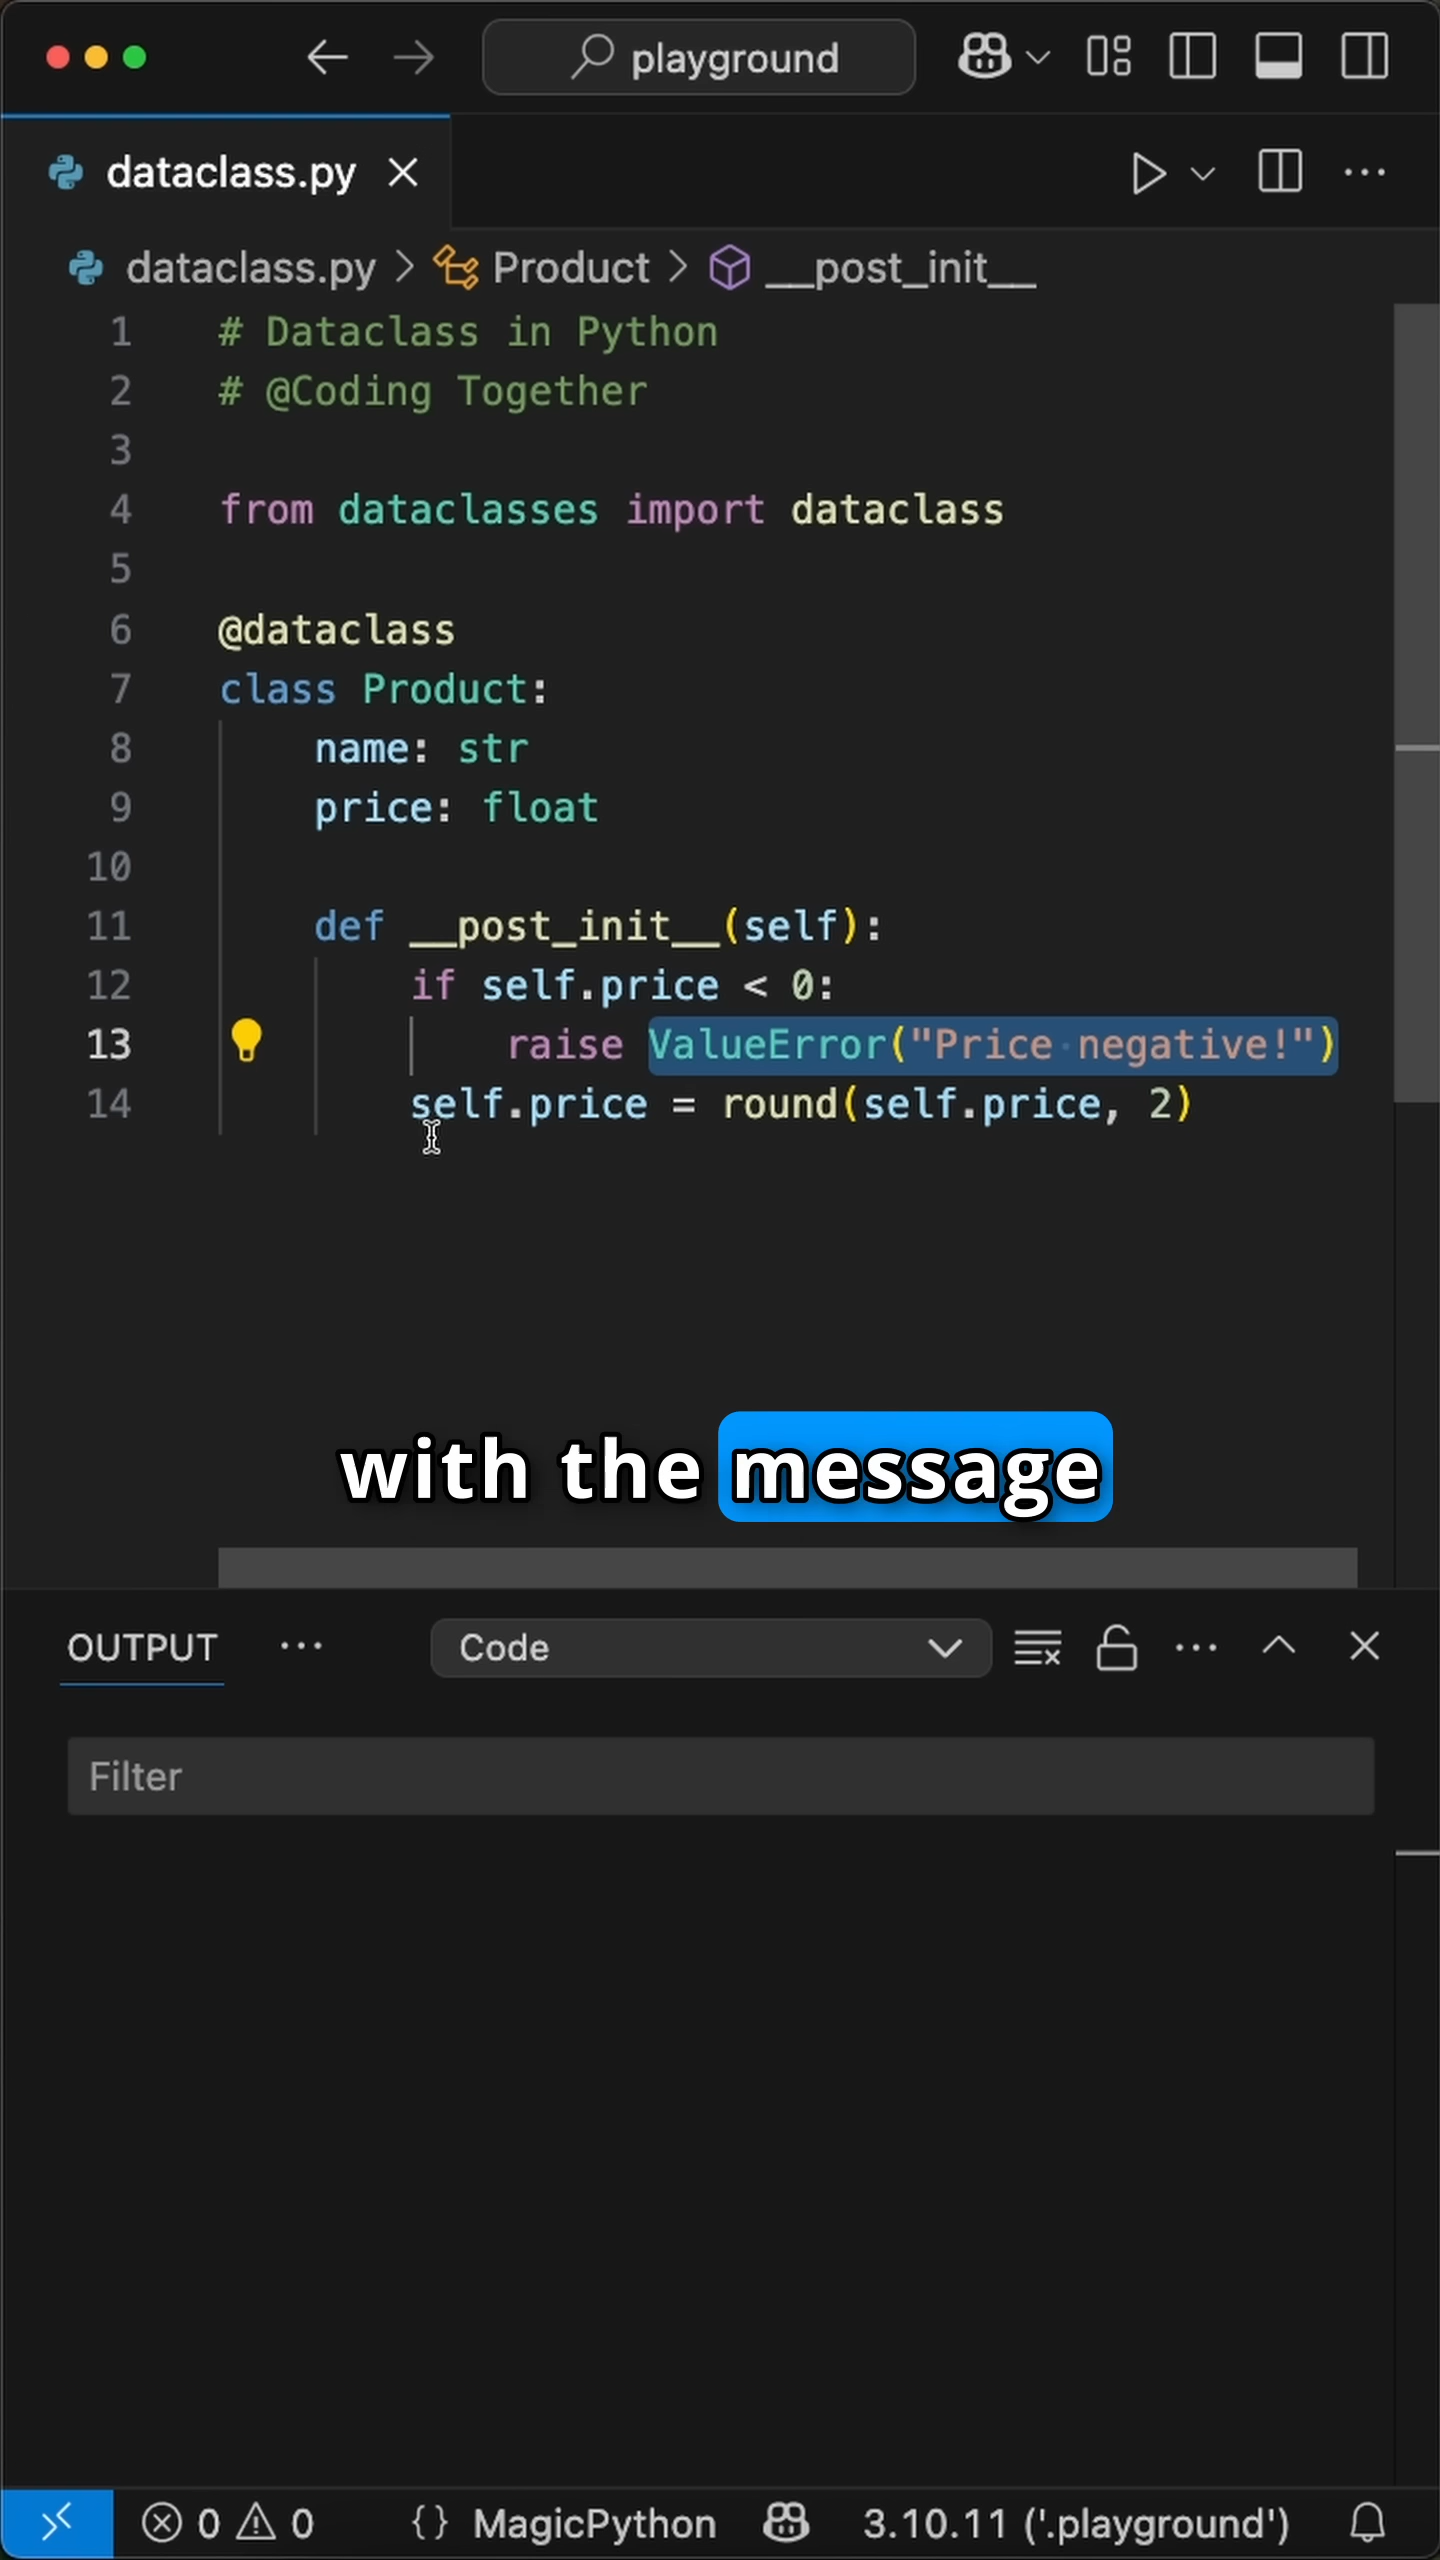 playground
dataclass.py
dataclass.py > Product > __post_init__
1 # Dataclass in Python
2 # @Coding Together
3
4 from dataclasses import dataclass
5
6 @dataclass
7 class Product:
8     name: str
9     price: float
10
11     def __post_init__(self):
12         if self.price < 0:
13             raise ValueError("Price negative!")
14         self.price = round(self.price, 2)
with the message
OUTPUT ··· Code
Filter
0 0 {} MagicPython 3.10.11 ('.playground')